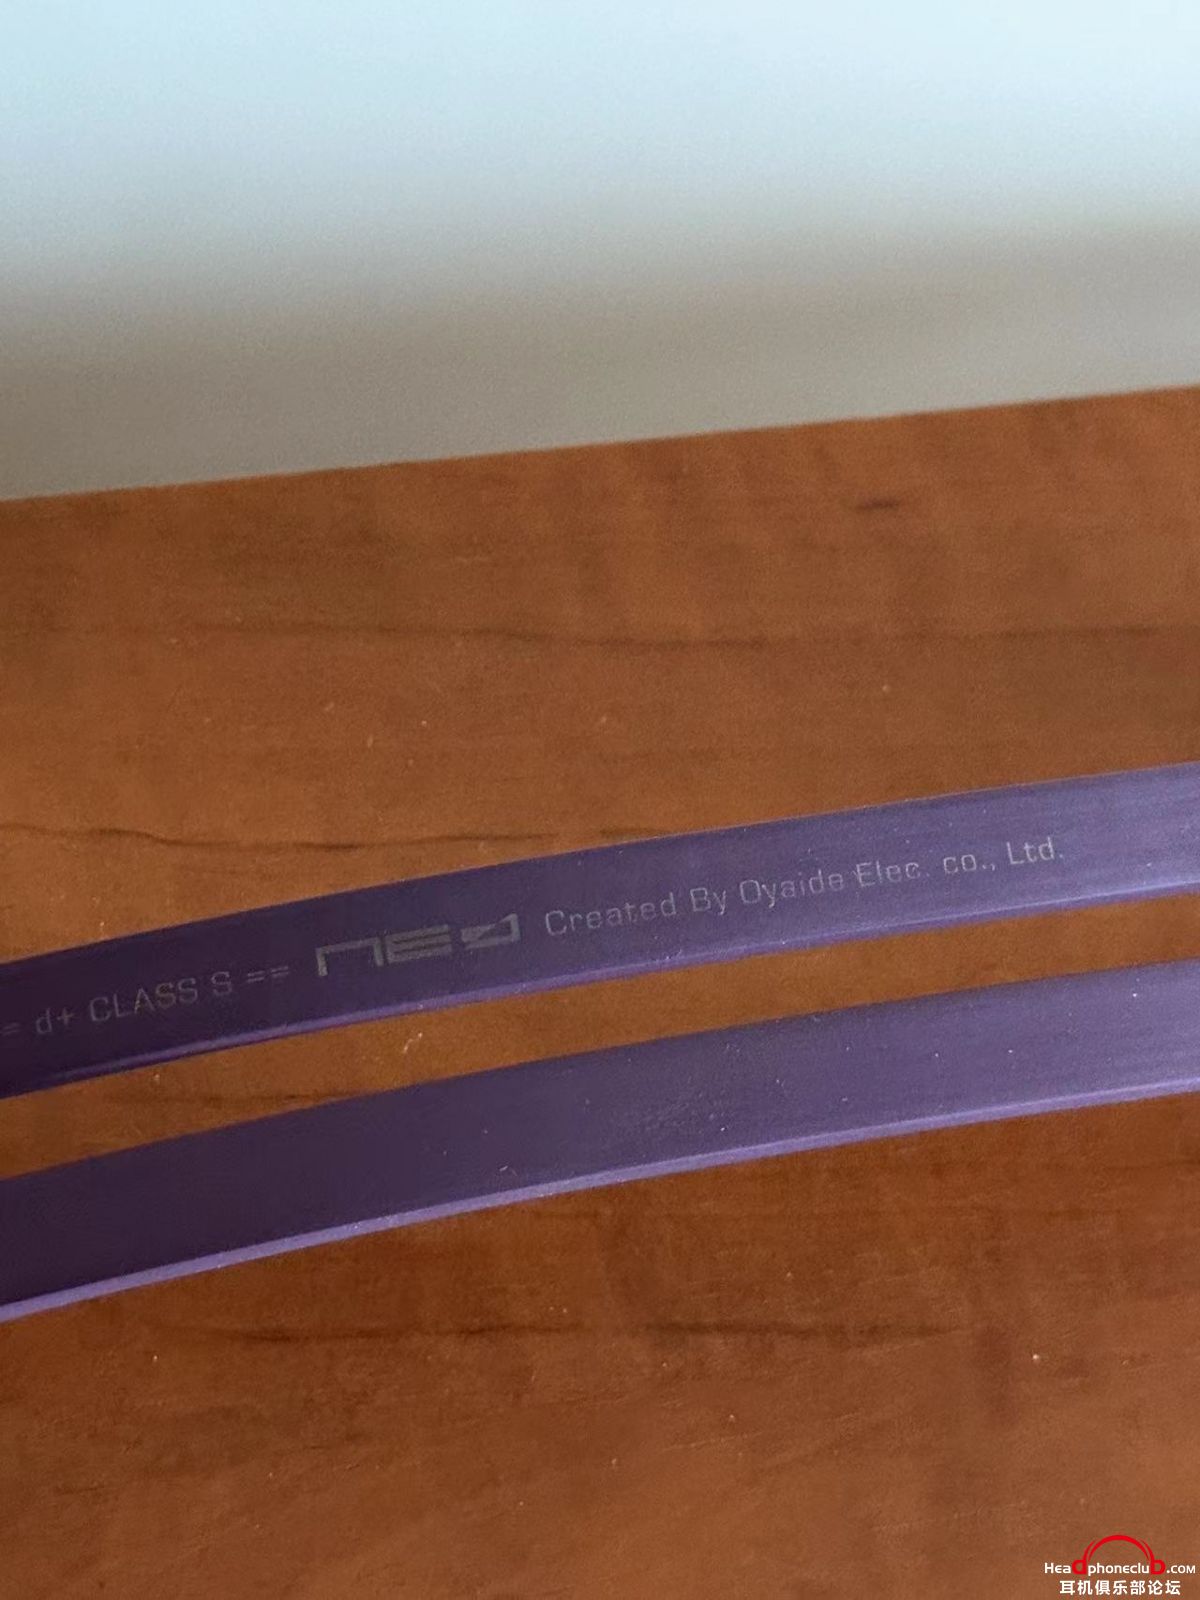 = d+ CLASS S == NEO Created By Oyaide Elec. co., Ltd.
Headphoneclub.com
耳机俱乐部论坛